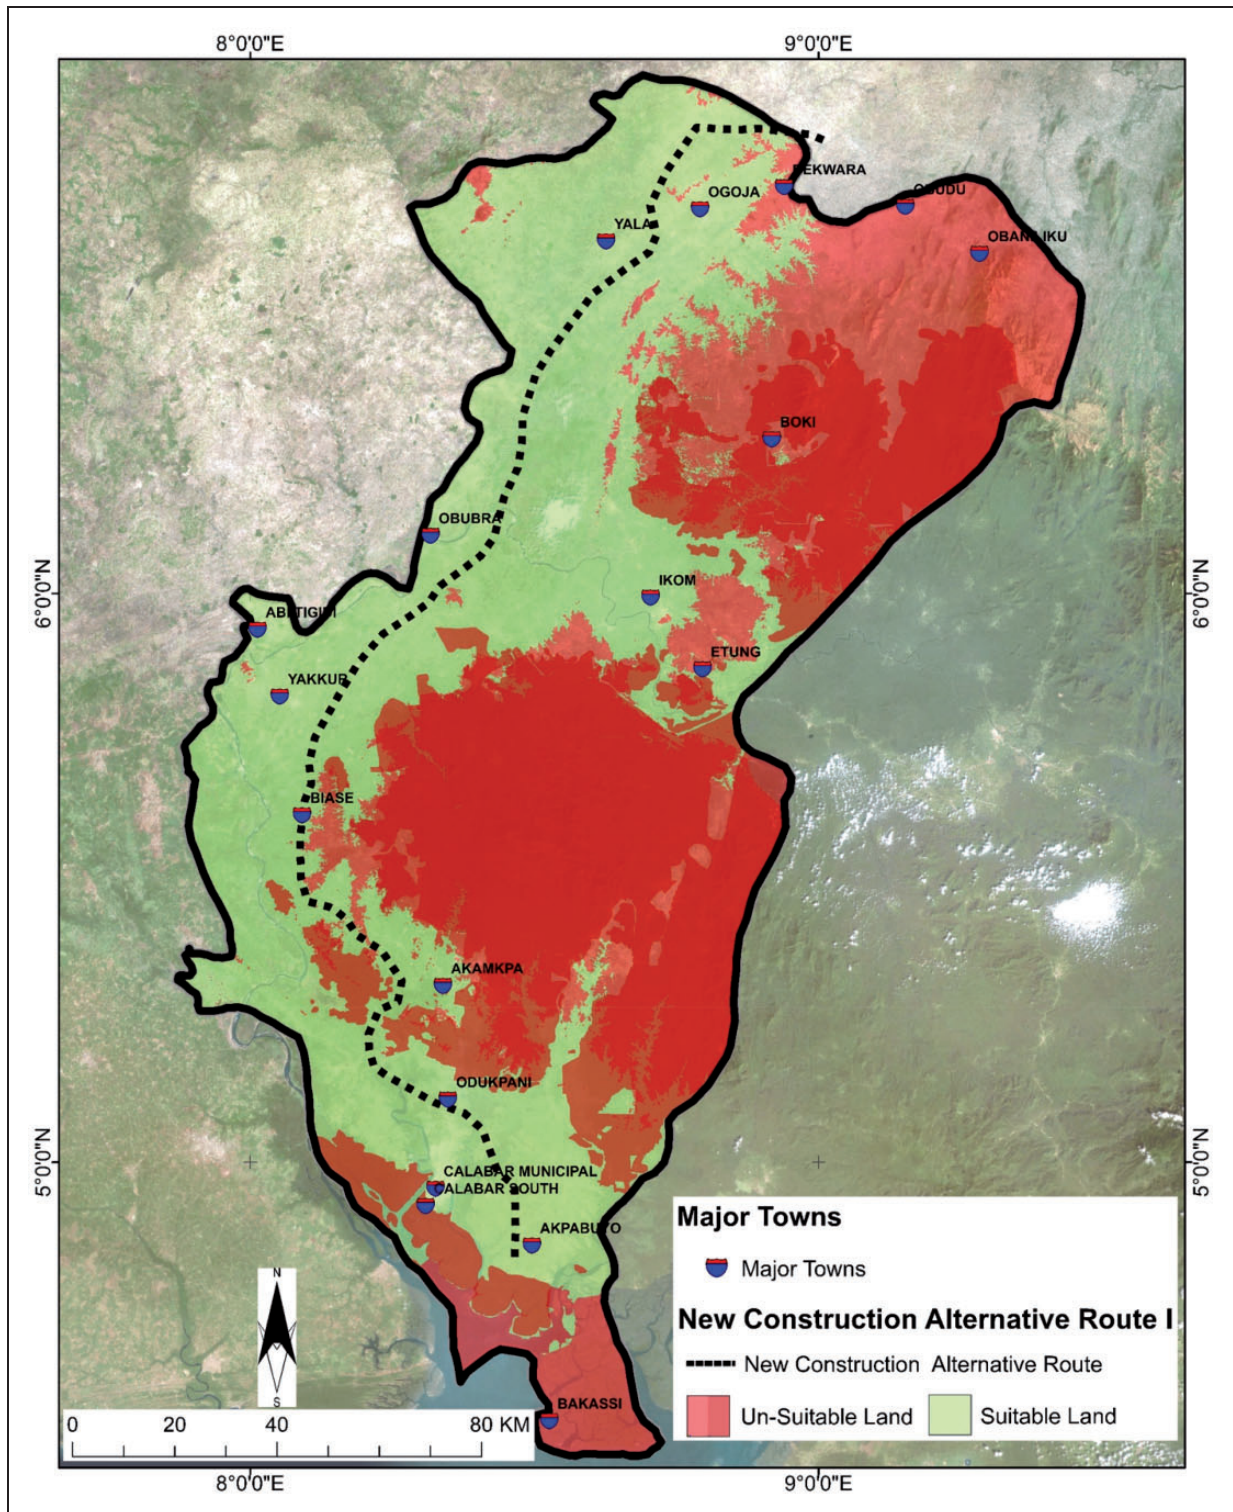 8°0'0"E
9°0'0"E
BEKWARA
OGOJA
OBUDU
YALA
OBANLIKU
BOKI
OBUBRA
6°0'0"N
6°0'0"N
IKOM
ETUNG
YAKKUR
BIASE
AKAMKPA
ODUKPANI
5°0'0"N
5°0'0"N
CALABAR MUNICIPAL
CALABAR SOUTH
AKPABUYO
BAKASSI
Major Towns
Major Towns
New Construction Alternative Route I
New Construction Alternative Route
Un-Suitable Land
Suitable Land
N
S
0 20 40 80 KM
8°0'0"E
9°0'0"E